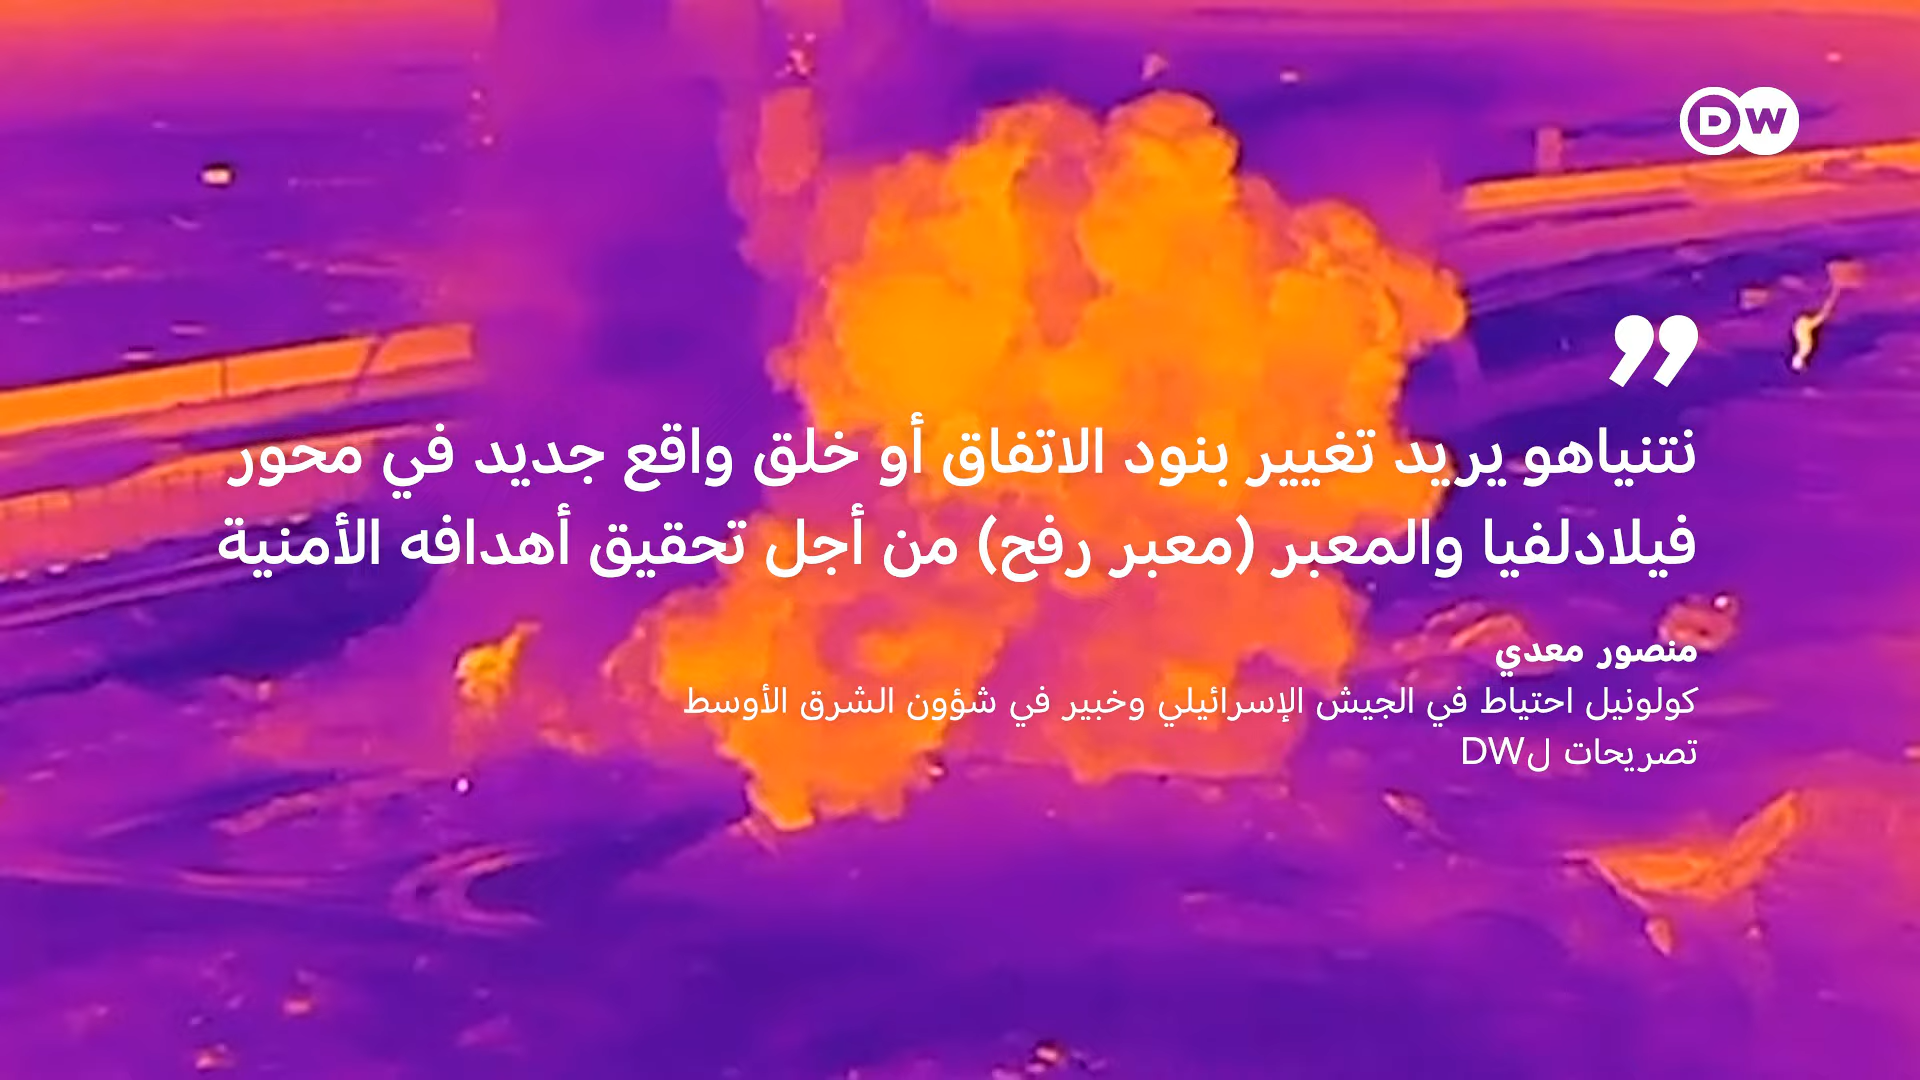 DW
”
نتنياهو يريد تغيير بنود الاتفاق أو خلق واقع جديد في محور
فيلادلفيا والمعبر (معبر رفح) من أجل تحقيق أهدافه الأمنية
منصور معدي
كولونيل احتياط في الجيش الإسرائيلي وخبير في شؤون الشرق الأوسط
تصريحات لDW